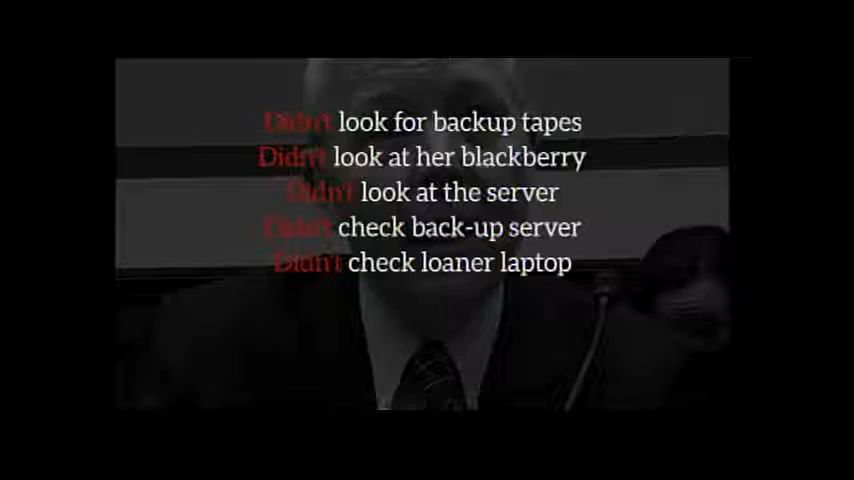 Didn't look for backup tapes
Didn't look at her blackberry
Didn't look at the server
Didn't check back-up server
Didn't check loaner laptop